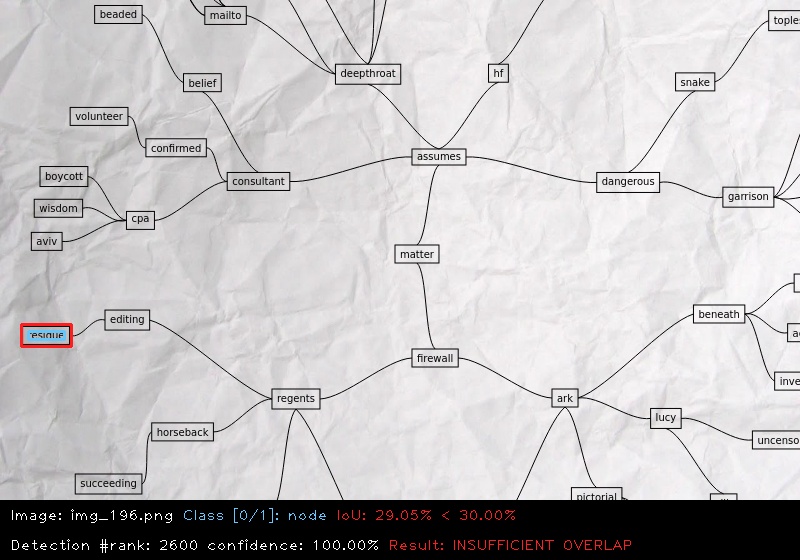 beaded
mailto
toples
deepthroat
hf
snake
belief
volunteer
confirmed
assumes
boycott
consultant
dangerous
garrison
wisdom
cpa
aviv
matter
editing
beneath
firewall
regents
ark
lucy
horseback
uncenso
inve
succeeding
pictorial
Image: img_196.png Class [0/1]: node IoU: 29.05% < 30.00%
Detection #rank: 2600 confidence: 100.00% Result: INSUFFICIENT OVERLAP